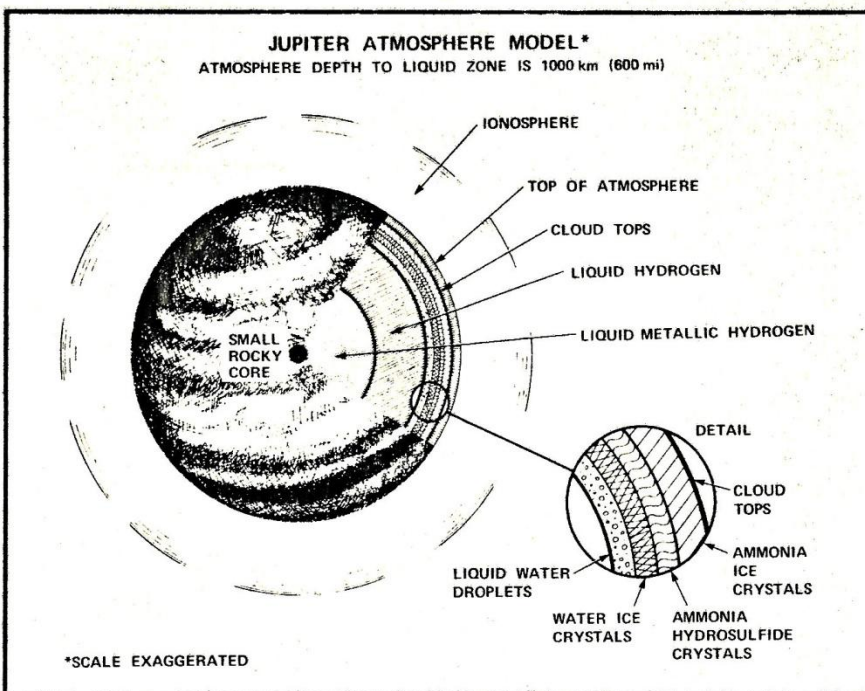 JUPITER ATMOSPHERE MODEL*
ATMOSPHERE DEPTH TO LIQUID ZONE IS 1000 km (600 mi)
IONOSPHERE
TOP OF ATMOSPHERE
CLOUD TOPS
LIQUID HYDROGEN
LIQUID METALLIC HYDROGEN
SMALL
ROCKY
CORE
DETAIL
CLOUD
TOPS
AMMONIA
ICE
CRYSTALS
LIQUID WATER
DROPLETS
WATER ICE
CRYSTALS
AMMONIA
HYDROSULFIDE
CRYSTALS
*SCALE EXAGGERATED